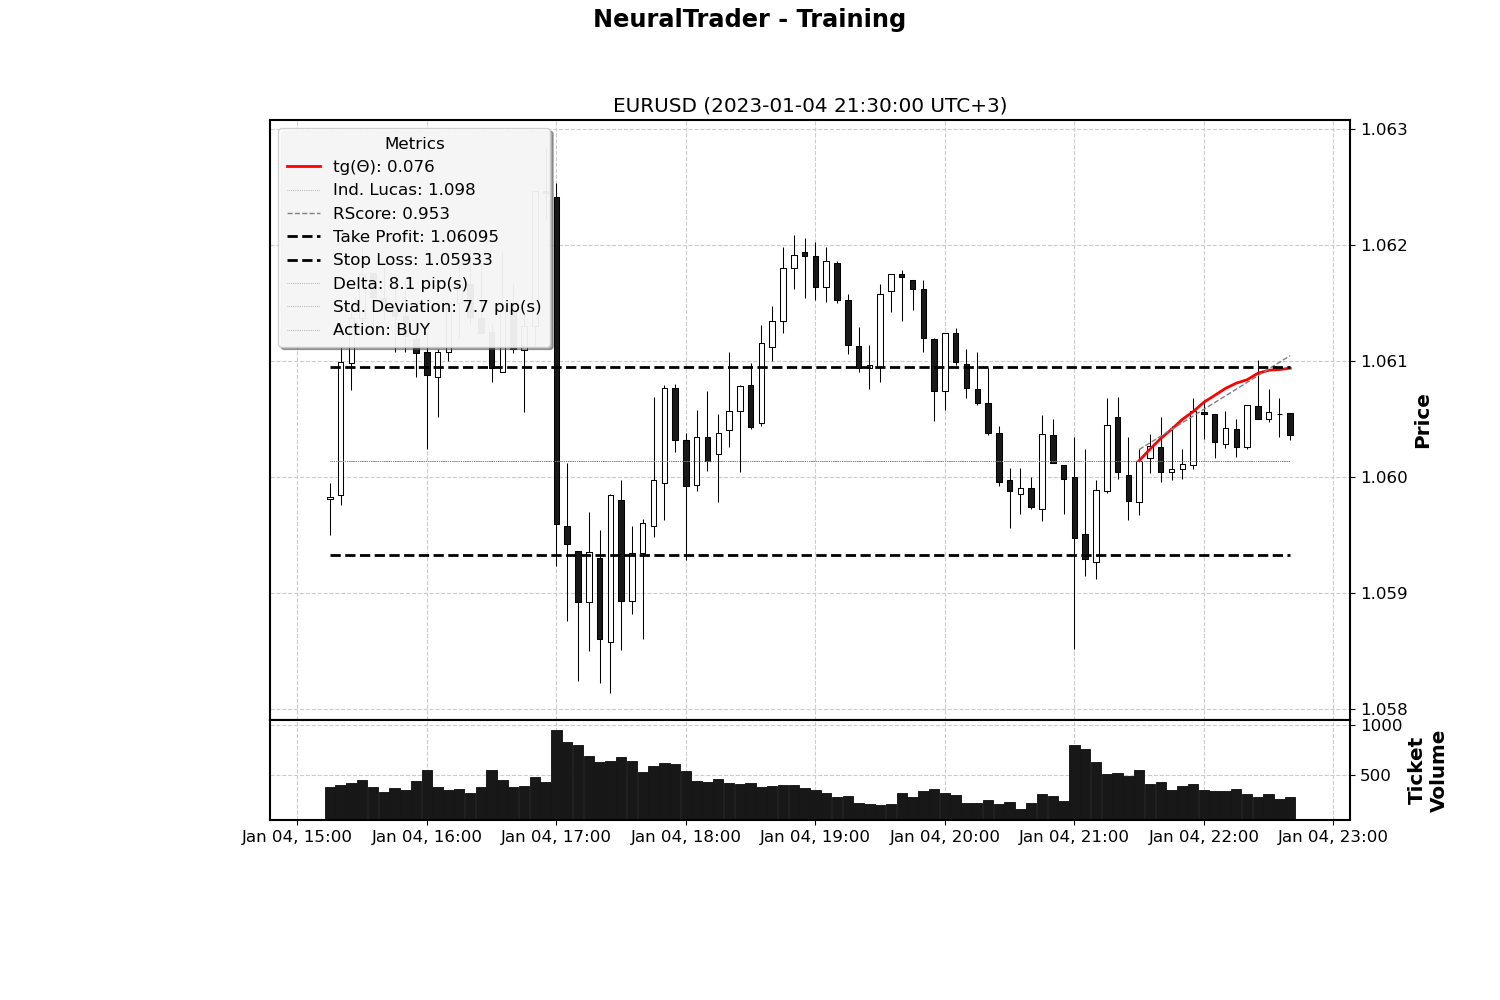 NeuralTrader - Training
EURUSD (2023-01-04 21:30:00 UTC+3)
Metrics
tg(Θ): 0.076
Ind. Lucas: 1.098
RScore: 0.953
Take Profit: 1.06095
Stop Loss: 1.05933
Delta: 8.1 pip(s)
Std. Deviation: 7.7 pip(s)
Action: BUY
1.063
1.062
1.061
1.060
1.059
1.058
Price
1000
500
Ticket
Volume
Jan 04, 15:00
Jan 04, 16:00
Jan 04, 17:00
Jan 04, 18:00
Jan 04, 19:00
Jan 04, 20:00
Jan 04, 21:00
Jan 04, 22:00
Jan 04, 23:00